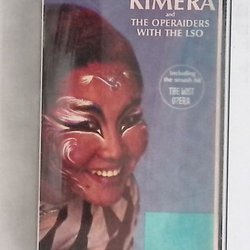 KIMERA
and
THE OPERAIDERS
WITH THE LSO
including
the smash hit
THE LOST
OPERA